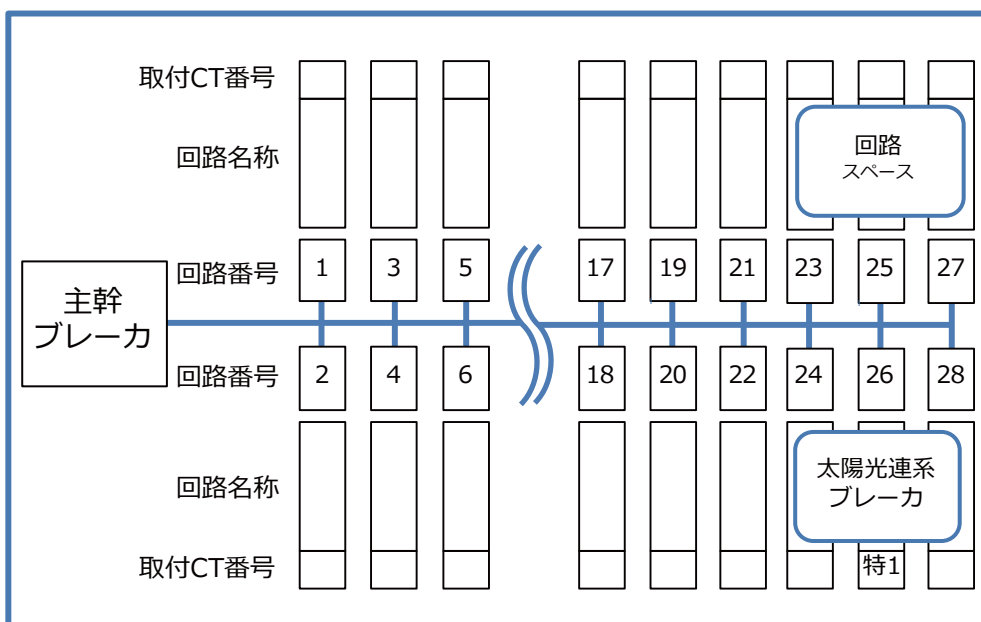 取付CT番号
回路名称
回路
スペース
回路番号
1 3 5 17 19 21 23 25 27
主幹
ブレーカ
回路番号
2 4 6 18 20 22 24 26 28
回路名称
太陽光連系
ブレーカ
取付CT番号
特1